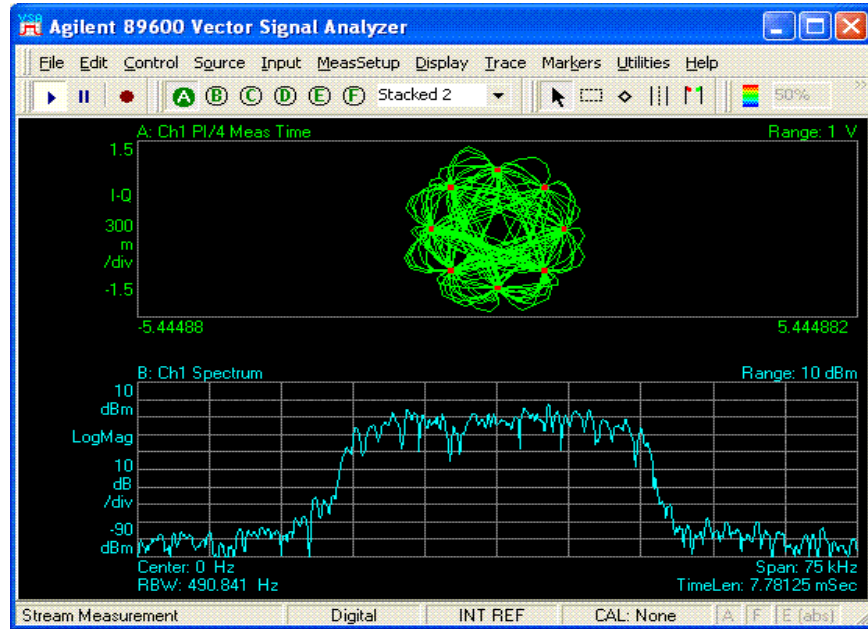 VSA Agilent 89600 Vector Signal Analyzer
File Edit Control Source Input MeasSetup Display Trace Markers Utilities Help
A B C D E F Stacked 2 50%
A: Ch1 PI/4 Meas Time Range: 1 V
1.5
I-Q
300
m
/div
-1.5
-5.44488 5.444882
B: Ch1 Spectrum Range: 10 dBm
10
dBm
LogMag
10
dB
/div
-90
dBm
Center: 0 Hz Span: 75 kHz
RBW: 490.841 Hz TimeLen: 7.78125 mSec
Stream Measurement Digital INT REF CAL: None A F E (abs)